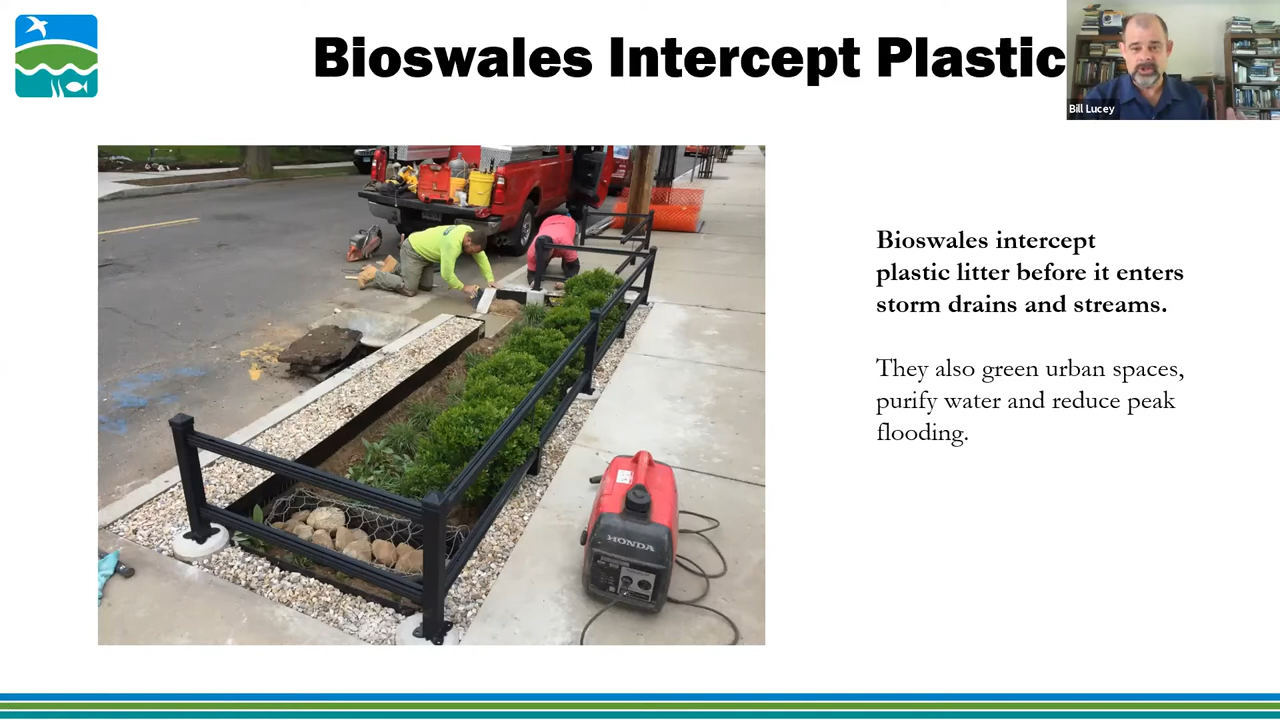 Bioswales Intercept Plastic
Bill Lucey
Bioswales intercept
plastic litter before it enters
storm drains and streams.
They also green urban spaces,
purify water and reduce peak
flooding.
HONDA